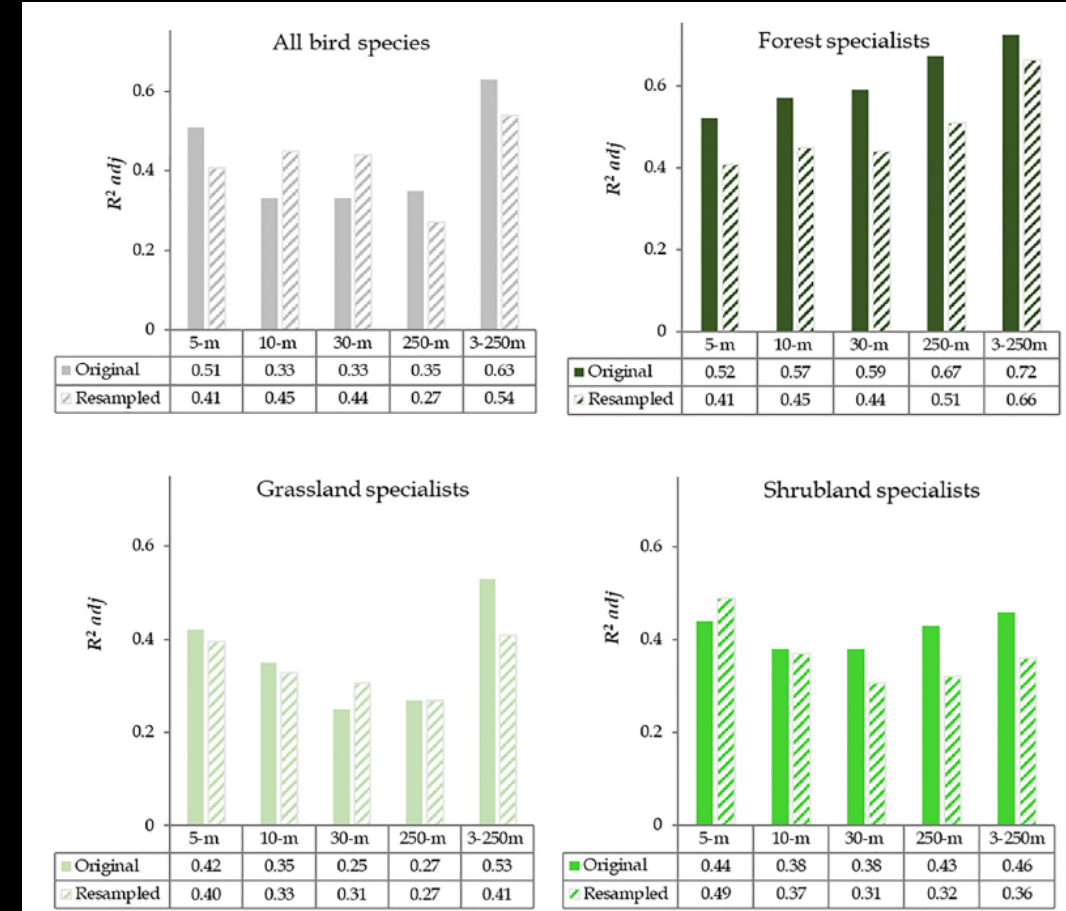 All bird species
0.6
0.4
0.2
0
R² adj
5-m 10-m 30-m 250-m 3-250m
Original 0.51 0.33 0.33 0.35 0.63
Resampled 0.41 0.45 0.44 0.27 0.54
Forest specialists
0.6
0.4
0.2
0
R² adj
5-m 10-m 30-m 250-m 3-250m
Original 0.52 0.57 0.59 0.67 0.72
Resampled 0.41 0.45 0.44 0.51 0.66
Grassland specialists
0.6
0.4
0.2
0
R² adj
5-m 10-m 30-m 250-m 3-250m
Original 0.42 0.35 0.25 0.27 0.53
Resampled 0.40 0.33 0.31 0.27 0.41
Shrubland specialists
0.6
0.4
0.2
0
R² adj
5-m 10-m 30-m 250-m 3-250m
Original 0.44 0.38 0.38 0.43 0.46
Resampled 0.49 0.37 0.31 0.32 0.36